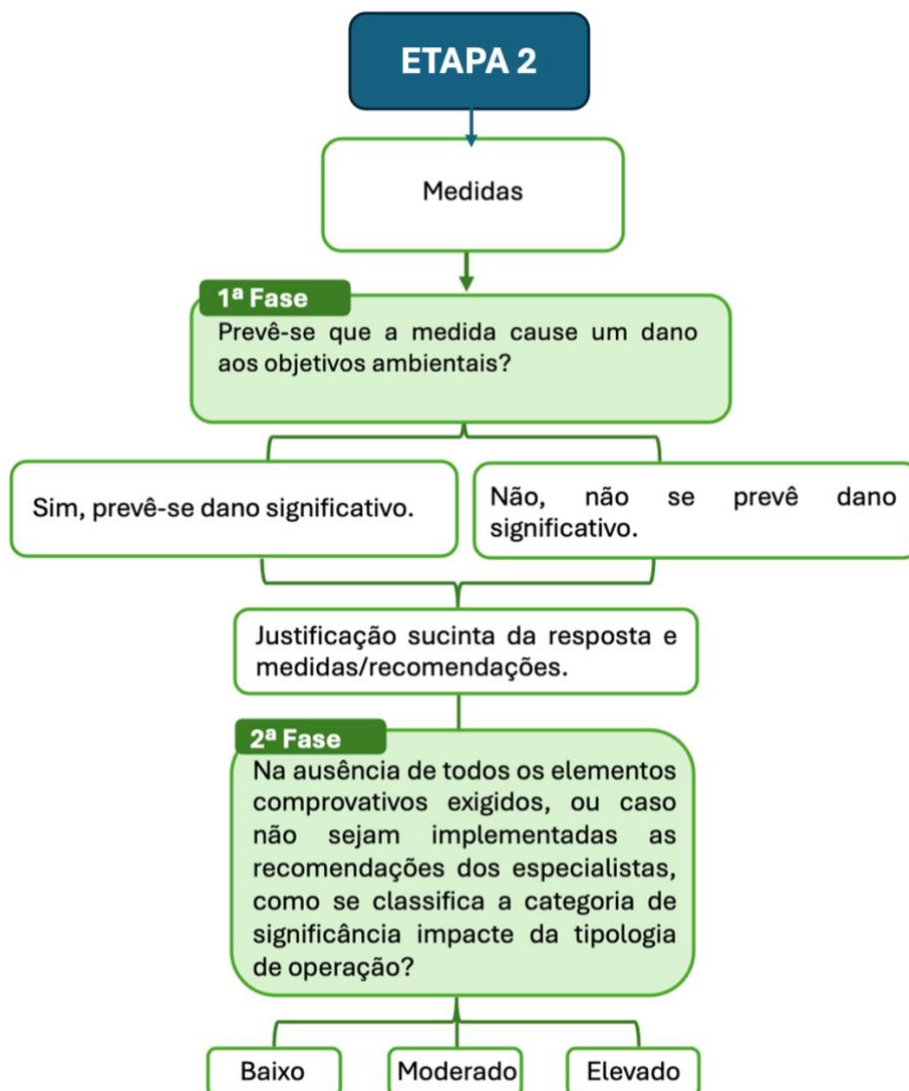 ETAPA 2
Medidas
1ª Fase
Prevê-se que a medida cause um dano
aos objetivos ambientais?
Sim, prevê-se dano significativo.
Não, não se prevê dano
significativo.
Justificação sucinta da resposta e
medidas/recomendações.
2ª Fase
Na ausência de todos os elementos
comprovativos exigidos, ou caso
não sejam implementadas as
recomendações dos especialistas,
como se classifica a categoria de
significância impacte da tipologia
de operação?
Baixo
Moderado
Elevado